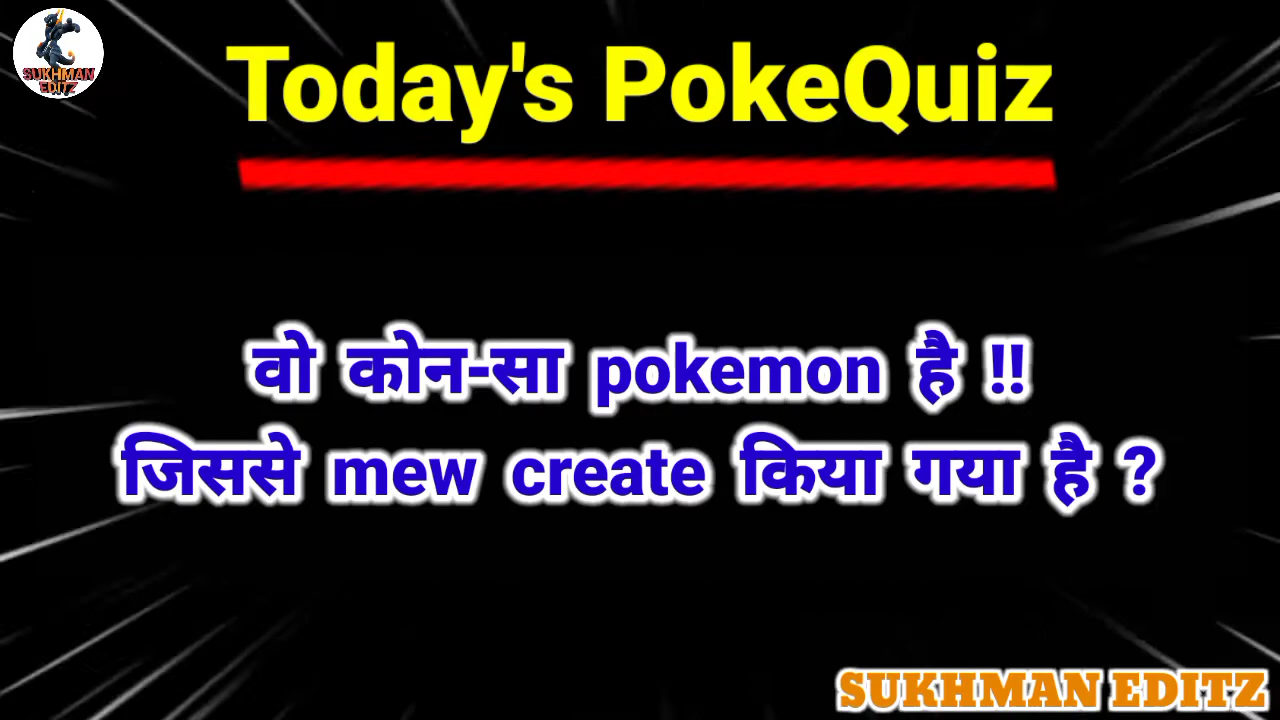 SUKHMAN
EDITZ
Today's PokeQuiz
वो कोन-सा pokemon है !!
जिससे mew create किया गया है ?
SUKHMAN EDITZ